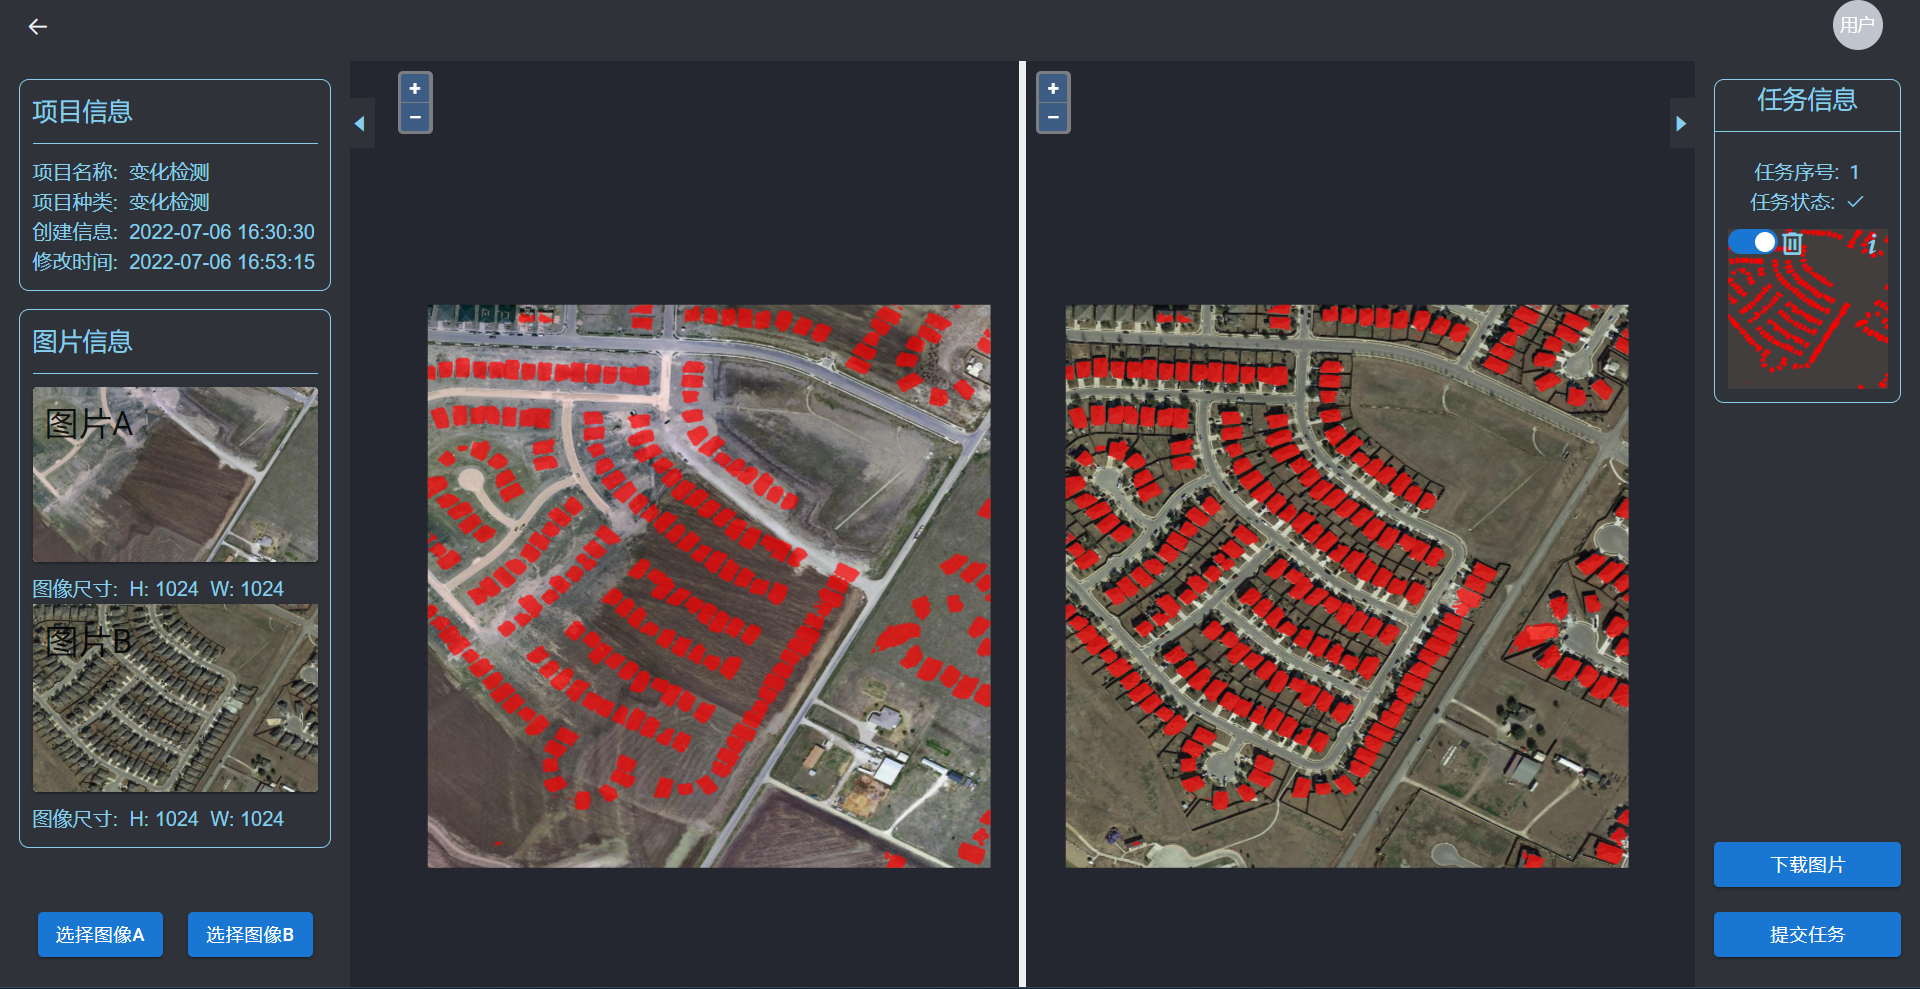 用户
项目信息
项目名称: 变化检测
项目种类: 变化检测
创建信息: 2022-07-06 16:30:30
修改时间: 2022-07-06 16:53:15
图片信息
图片A
图像尺寸: H: 1024 W: 1024
图片B
图像尺寸: H: 1024 W: 1024
选择图像A
选择图像B
+
−
+
−
任务信息
任务序号: 1
任务状态: ✓
i
下载图片
提交任务